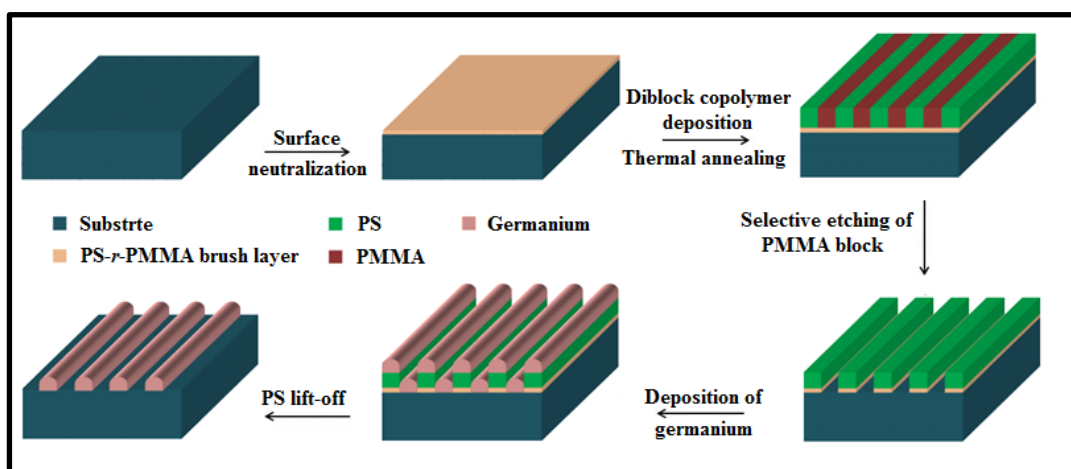 Surface
neutralization
Diblock copolymer
deposition
Thermal annealing
Substrte
PS
Germanium
PS-r-PMMA brush layer
PMMA
Selective etching of
PMMA block
Deposition of
germanium
PS lift-off